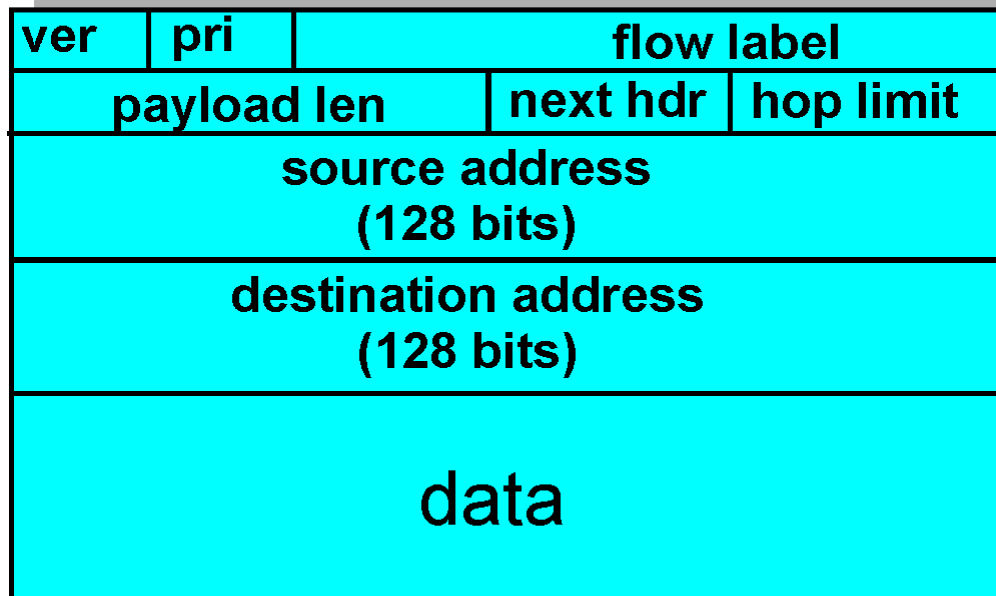 ver pri flow label
payload len next hdr hop limit
source address
(128 bits)
destination address
(128 bits)
data